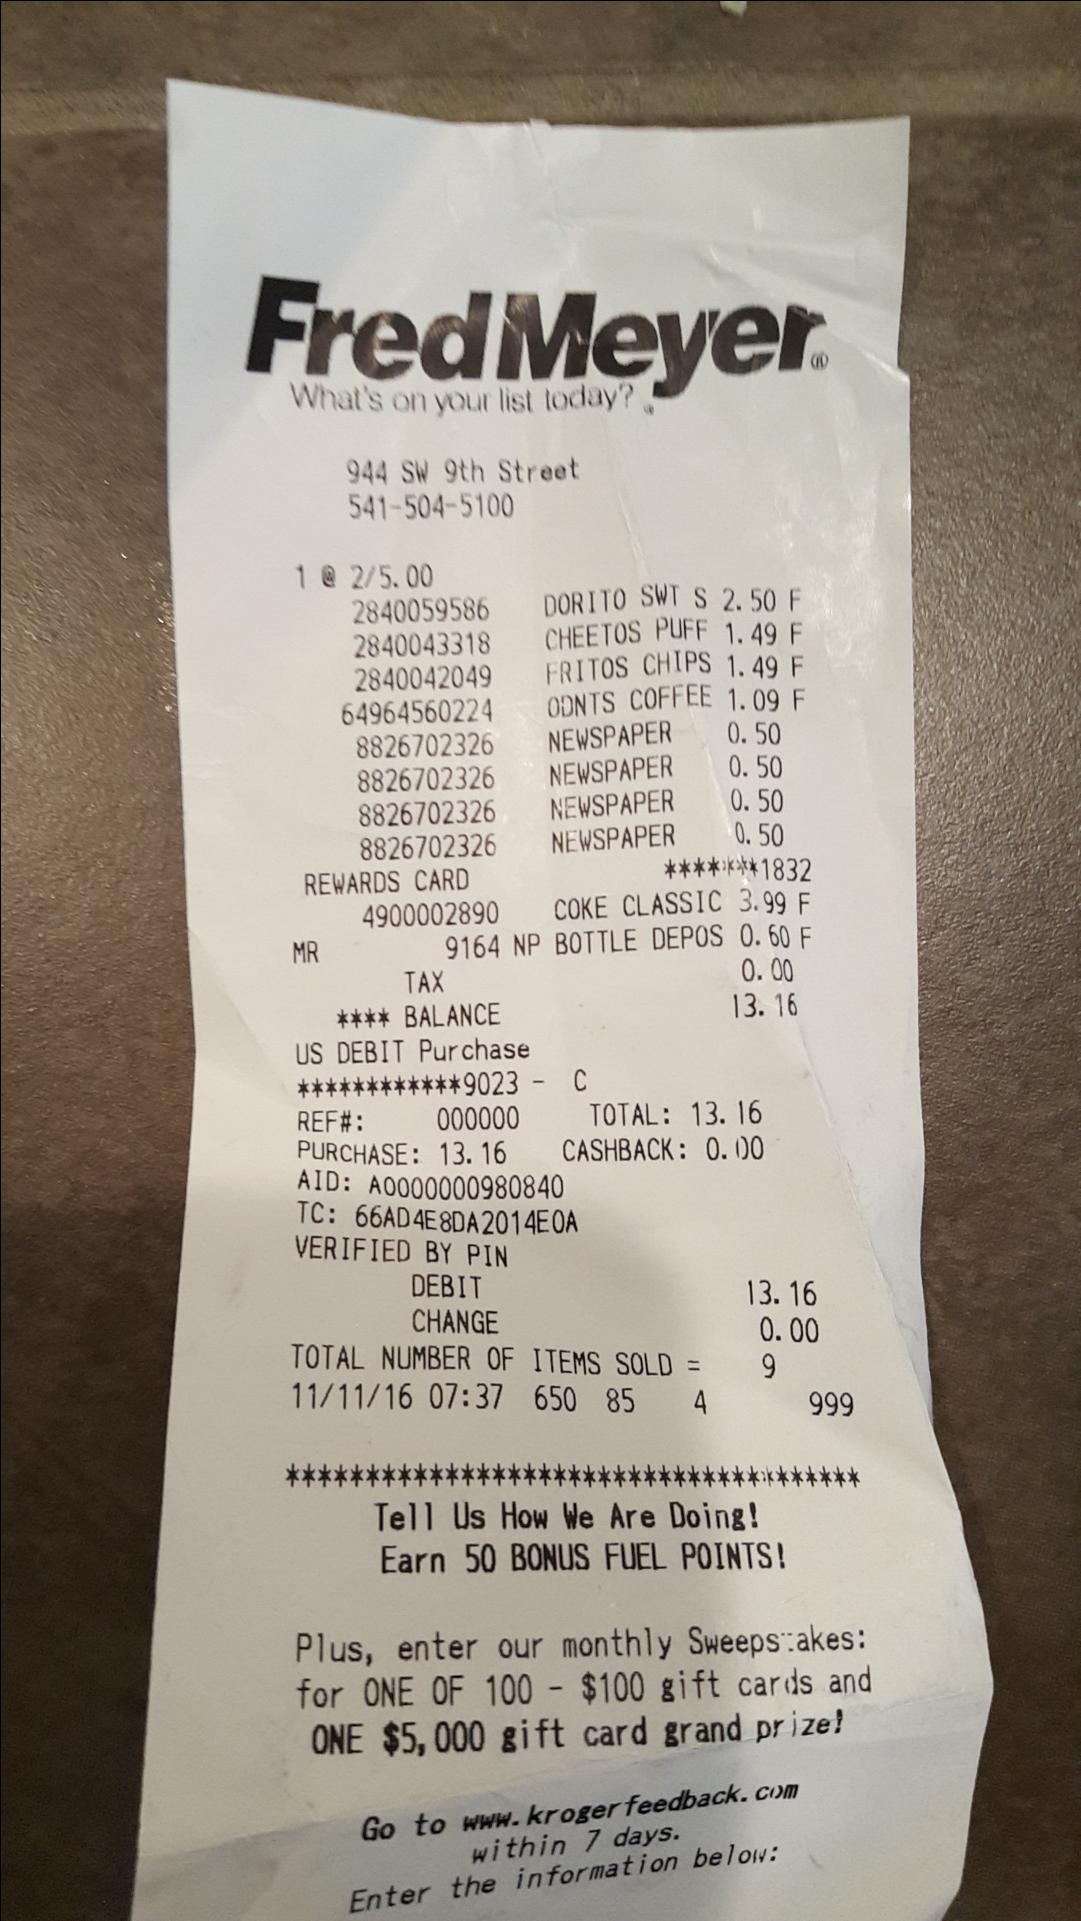 FredMeyer®
What's on your list today?®
944 SW 9th Street
541-504-5100
1 @ 2/5.00
2840059586 DORITO SWT S 2.50 F
2840043318 CHEETOS PUFF 1.49 F
2840042049 FRITOS CHIPS 1.49 F
64964560224 ODNTS COFFEE 1.09 F
8826702326 NEWSPAPER 0.50
8826702326 NEWSPAPER 0.50
8826702326 NEWSPAPER 0.50
8826702326 NEWSPAPER 0.50
REWARDS CARD *******1832
4900002890 COKE CLASSIC 3.99 F
MR 9164 NP BOTTLE DEPOS 0.60 F
TAX 0.00
**** BALANCE 13.16
US DEBIT Purchase
************9023 - C
REF#: 000000 TOTAL: 13.16
PURCHASE: 13.16 CASHBACK: 0.00
AID: A0000000980840
TC: 66AD4E8DA2014E0A
VERIFIED BY PIN
DEBIT 13.16
CHANGE 0.00
TOTAL NUMBER OF ITEMS SOLD = 9
11/11/16 07:37 650 85 4 999
**************************************
Tell Us How We Are Doing!
Earn 50 BONUS FUEL POINTS!
Plus, enter our monthly Sweepstakes:
for ONE OF 100 - $100 gift cards and
ONE $5,000 gift card grand prize!
Go to www.krogerfeedback.com
within 7 days.
Enter the information below: